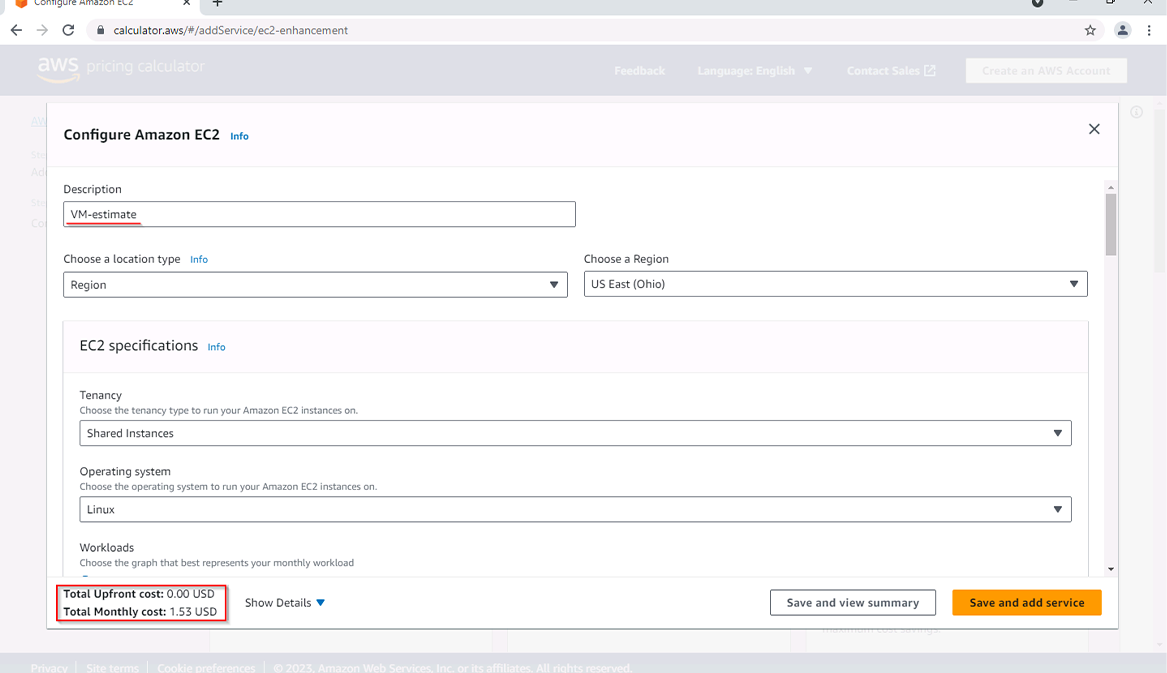 Configure Amazon EC2
calculator.aws/#/addService/ec2-enhancement
aws pricing calculator
Feedback
Language: English
Contact Sales
Create an AWS Account
AW
Configure Amazon EC2 Info
Description
VM-estimate
Choose a location type Info
Choose a Region
Region
US East (Ohio)
EC2 specifications Info
Tenancy
Choose the tenancy type to run your Amazon EC2 instances on.
Shared Instances
Operating system
Choose the operating system to run your Amazon EC2 instances on.
Linux
Workloads
Choose the graph that best represents your monthly workload
Total Upfront cost: 0.00 USD
Total Monthly cost: 1.53 USD
Show Details
Save and view summary
Save and add service
maximum cost savings.
Privacy | Site terms | Cookie preferences | © 2023, Amazon Web Services, Inc. or its affiliates. All rights reserved.